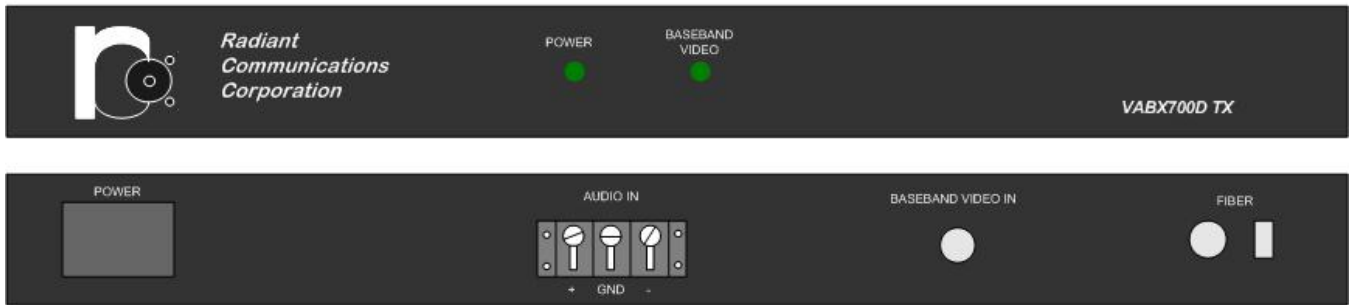 Radiant
Communications
Corporation
POWER
BASEBAND
VIDEO
VABX700D TX
POWER
AUDIO IN
+ GND -
BASEBAND VIDEO IN
FIBER